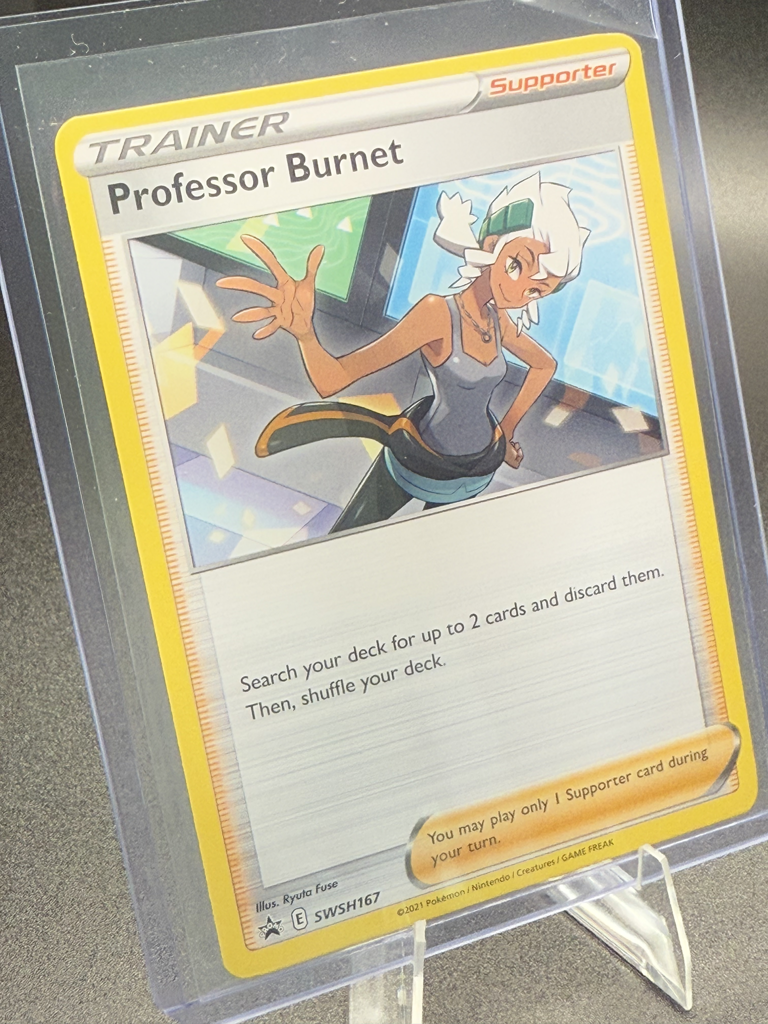 TRAINER
Supporter
Professor Burnet
Search your deck for up to 2 cards and discard them.
Then, shuffle your deck.
You may play only 1 Supporter card during
your turn.
Illus. Ryuta Fuse
E SWSH167
©2021 Pokémon / Nintendo / Creatures / GAME FREAK